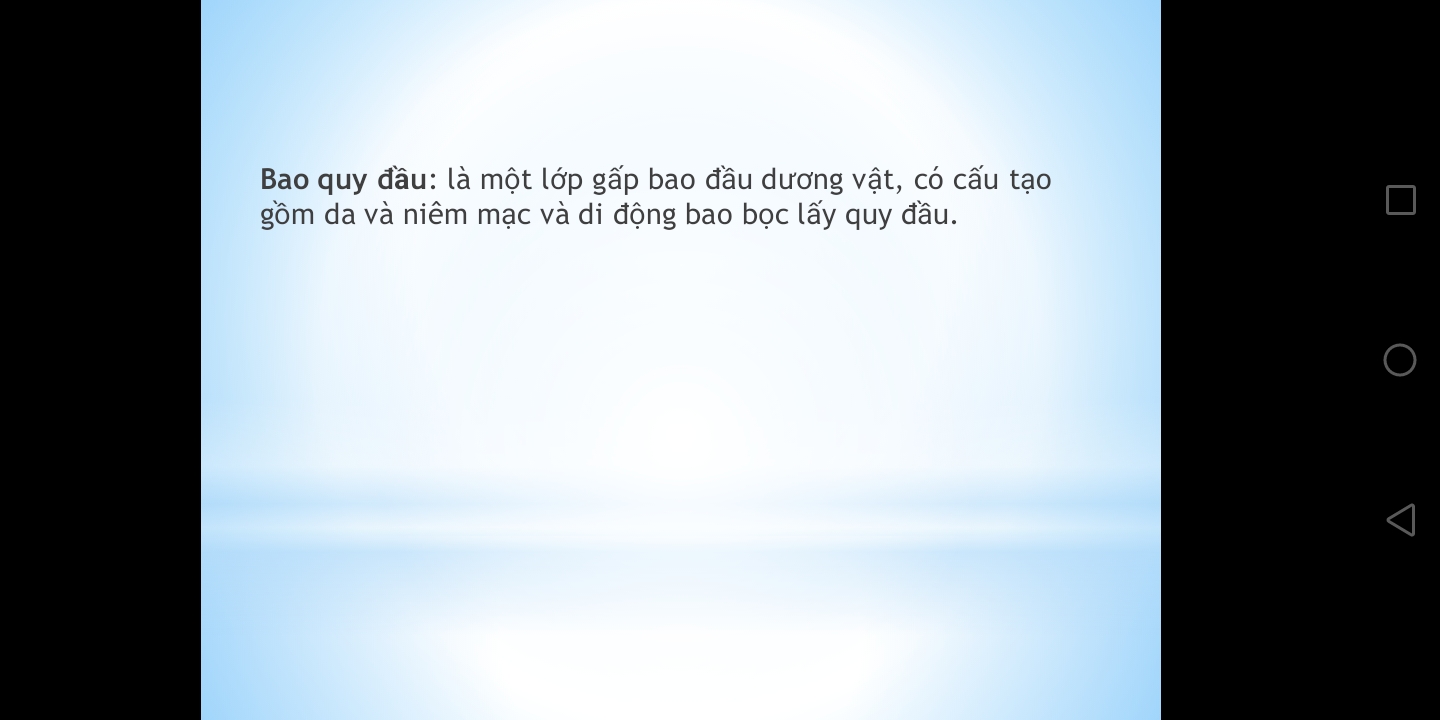 Bao quy đầu: là một lớp gấp bao đầu dương vật, có cấu tạo
gồm da và niêm mạc và di động bao bọc lấy quy đầu.